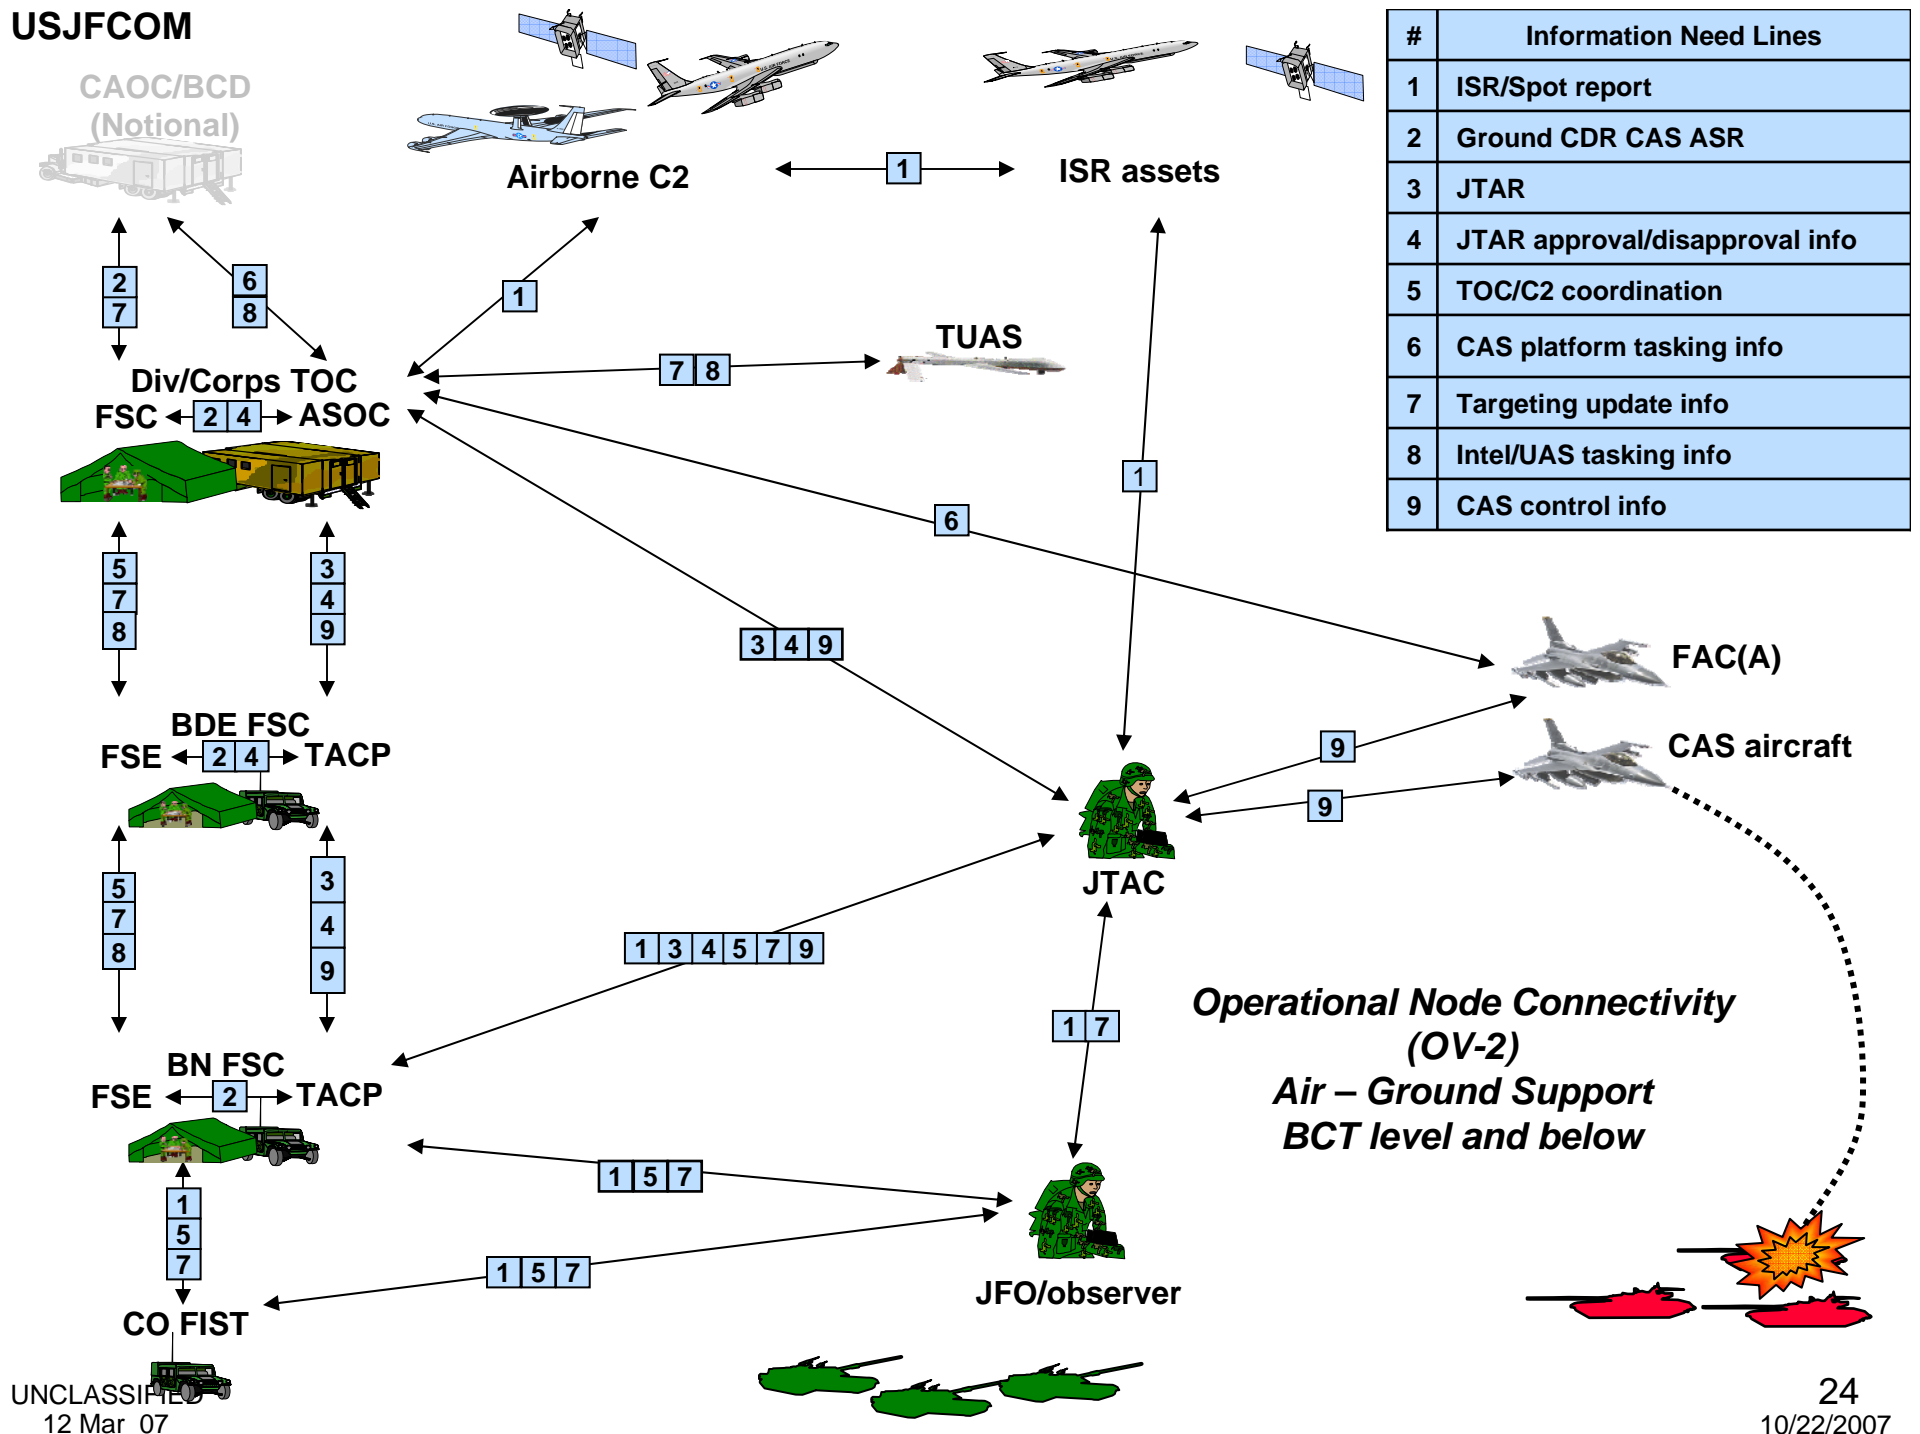 USJFCOM
CAOC/BCD
(Notional)
Airborne C2
1
ISR assets
# Information Need Lines
1 ISR/Spot report
2 Ground CDR CAS ASR
3 JTAR
4 JTAR approval/disapproval info
5 TOC/C2 coordination
6 CAS platform tasking info
7 Targeting update info
8 Intel/UAS tasking info
9 CAS control info
2
7
6
8
1
TUAS
7 8
Div/Corps TOC
FSC 2 4 ASOC
1
6
5
7
8
3
4
9
3 4 9
FAC(A)
BDE FSC
FSE 2 4 TACP
CAS aircraft
9
9
JTAC
5
7
8
3
4
9
1 3 4 5 7 9
1 7
Operational Node Connectivity
(OV-2)
Air – Ground Support
BCT level and below
BN FSC
FSE 2 TACP
1 5 7
1
5
7
1 5 7
JFO/observer
CO FIST
UNCLASSIFIED
12 Mar 07
24
10/22/2007